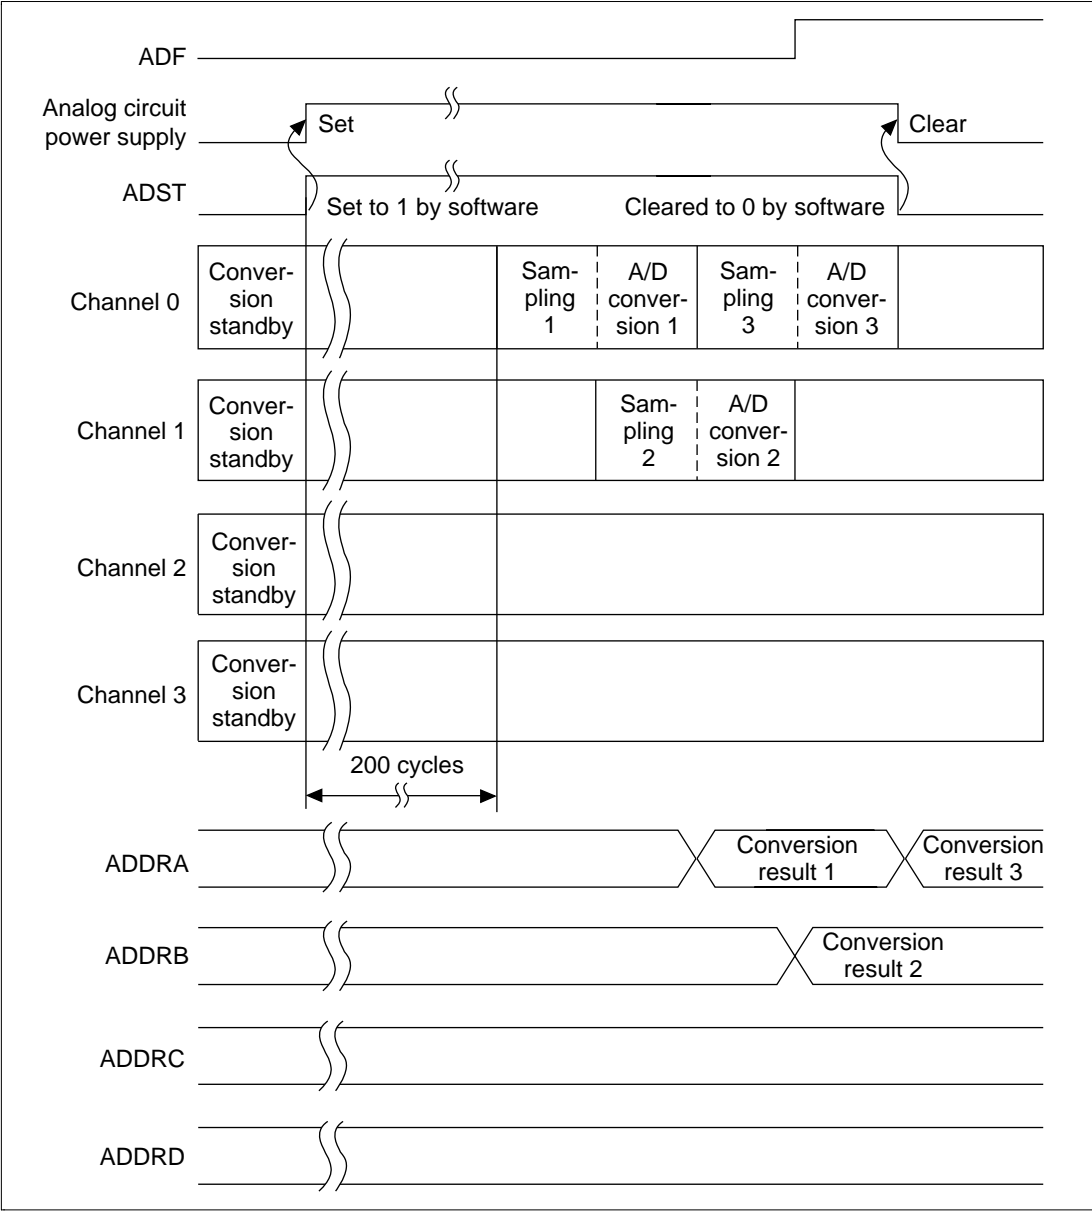 ADF
Analog circuit
power supply
Set
Clear
ADST
Set to 1 by software
Cleared to 0 by software
Channel 0
Conver-
sion
standby
Sam-
pling
1
A/D
conver-
sion 1
Sam-
pling
3
A/D
conver-
sion 3
Channel 1
Conver-
sion
standby
Sam-
pling
2
A/D
conver-
sion 2
Channel 2
Conver-
sion
standby
Channel 3
Conver-
sion
standby
200 cycles
ADDRA
Conversion
result 1
Conversion
result 3
ADDRB
Conversion
result 2
ADDRC
ADDRD